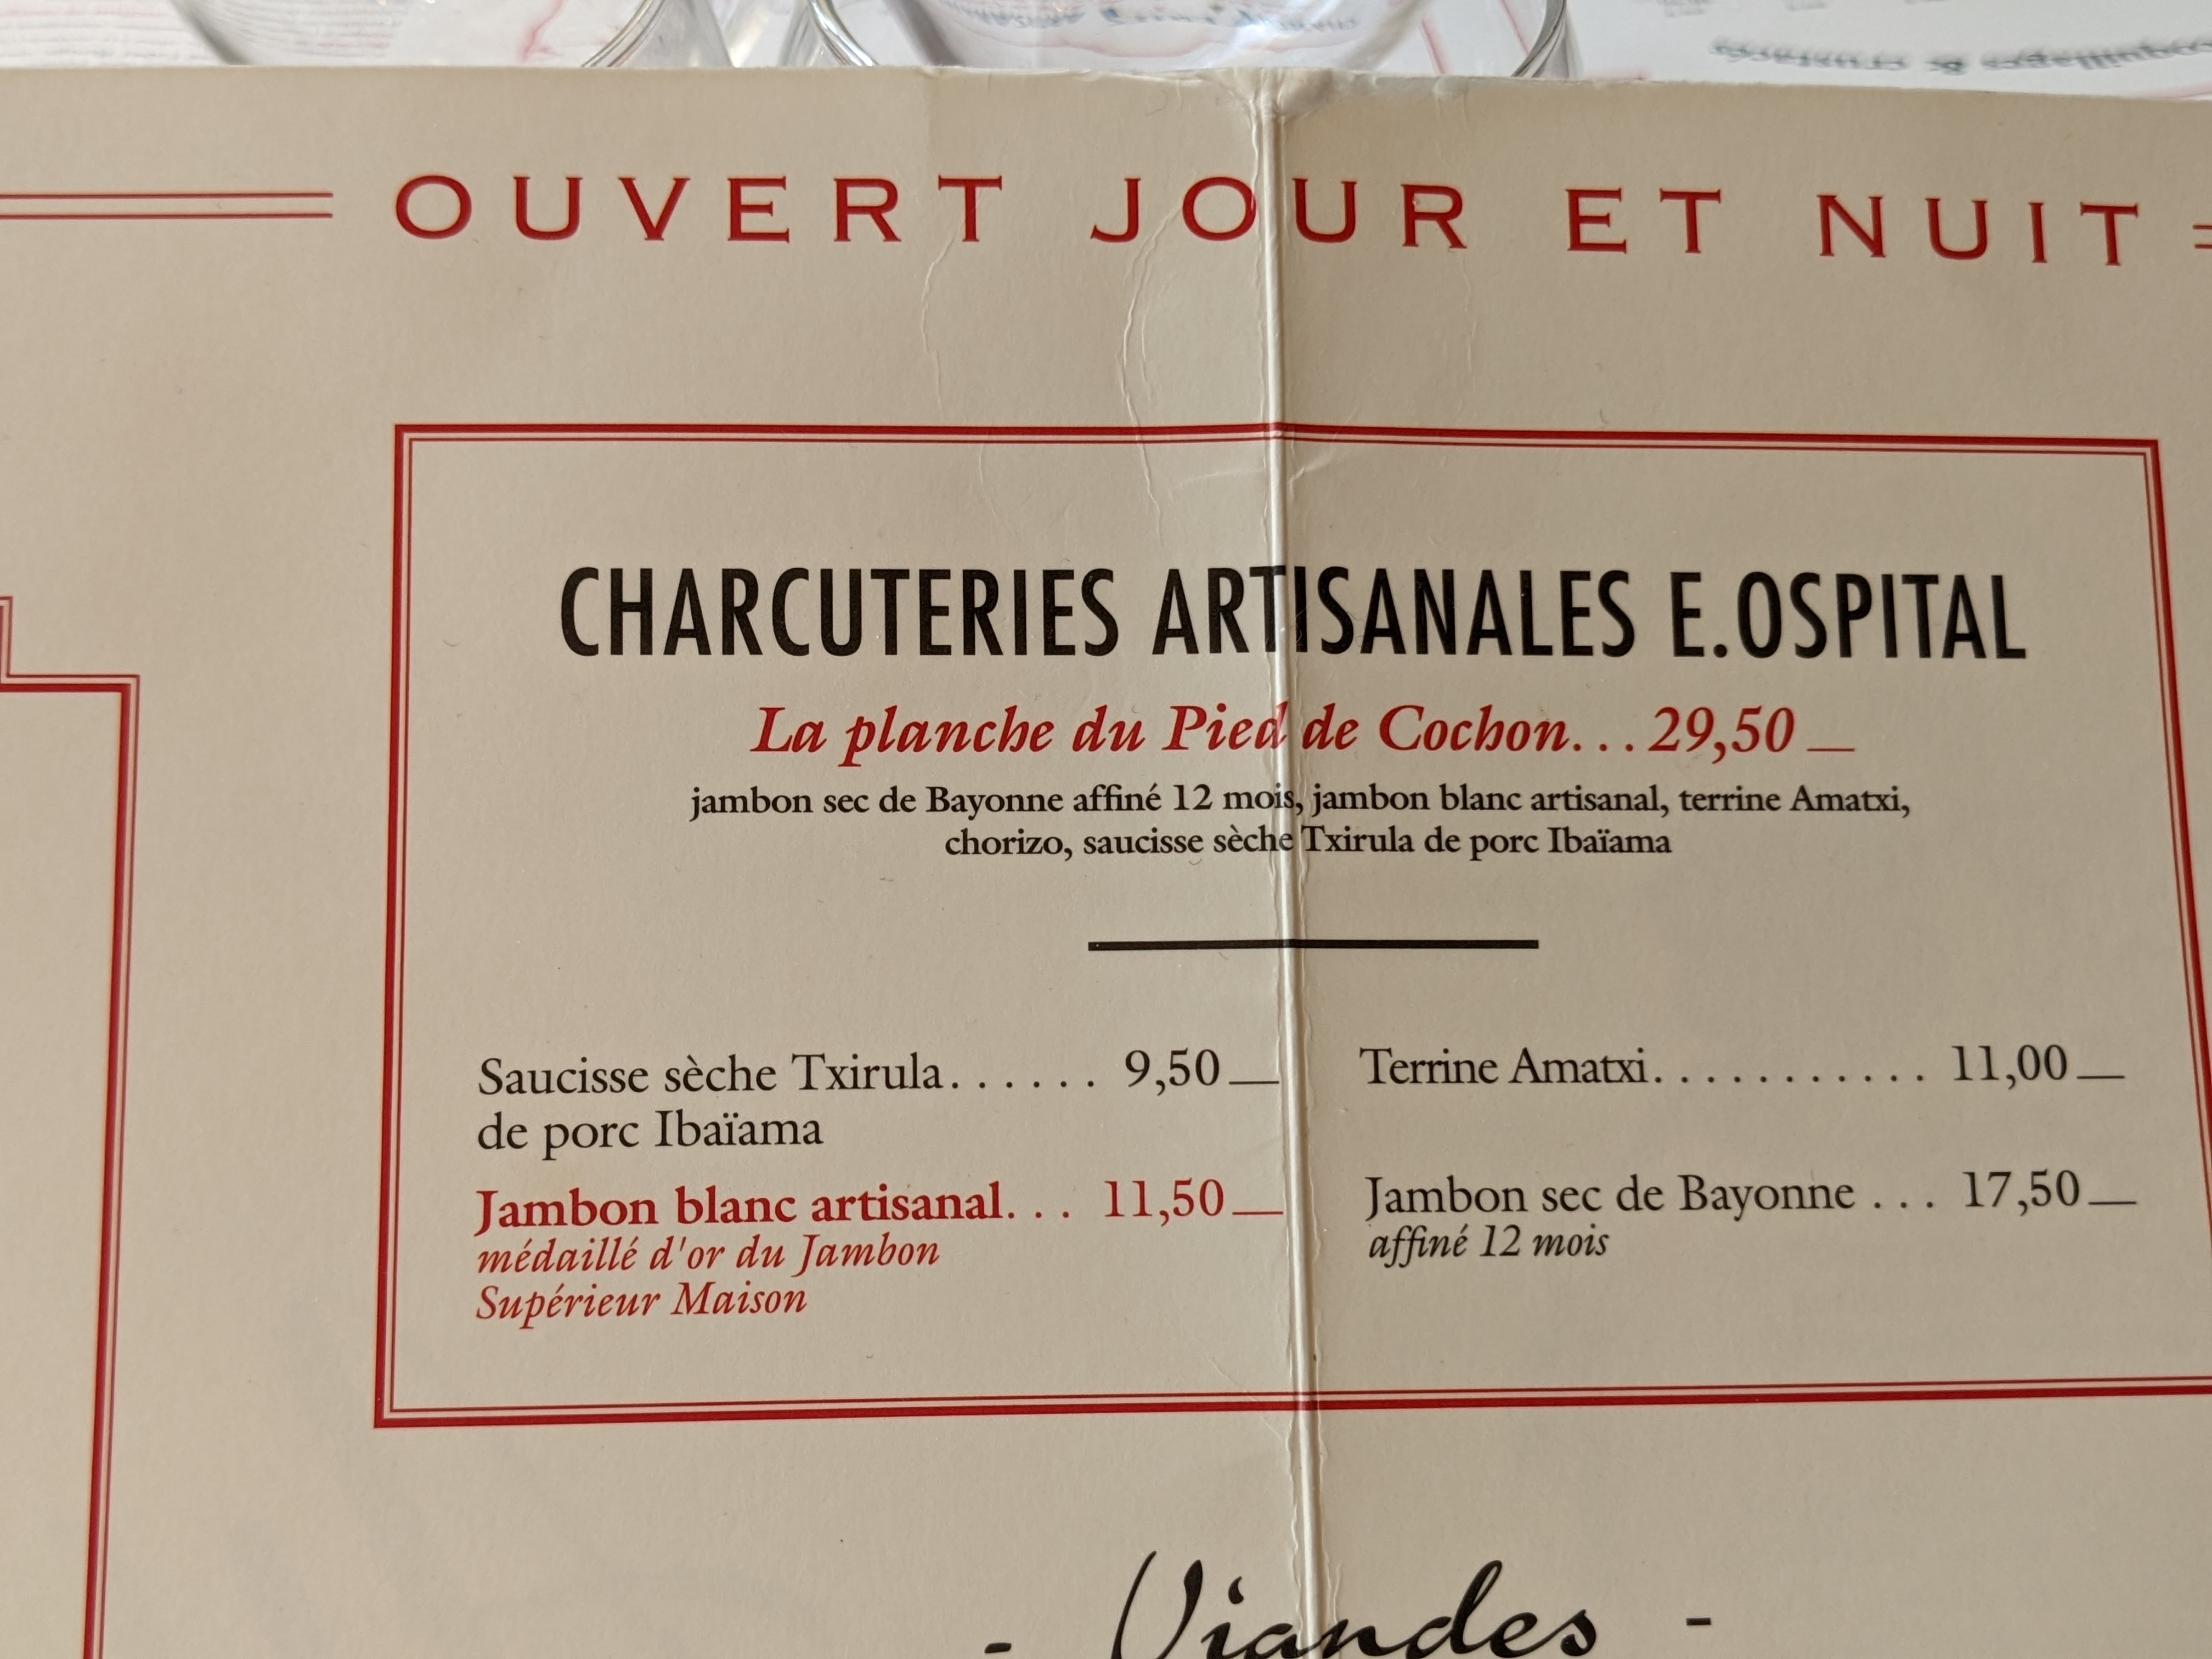 OUVERT JOUR ET NUIT
CHARCUTERIES ARTISANALES E.OSPITAL
La planche du Pied de Cochon...29,50
jambon sec de Bayonne affiné 12 mois, jambon blanc artisanal, terrine Amatxi,
chorizo, saucisse sèche Txirula de porc Ibaïama
Saucisse sèche Txirula...... 9,50
de porc Ibaïama
Jambon blanc artisanal... 11,50
médaillé d'or du Jambon
Supérieur Maison
Terrine Amatxi............ 11,00
Jambon sec de Bayonne ... 17,50
affiné 12 mois
- Viandes -